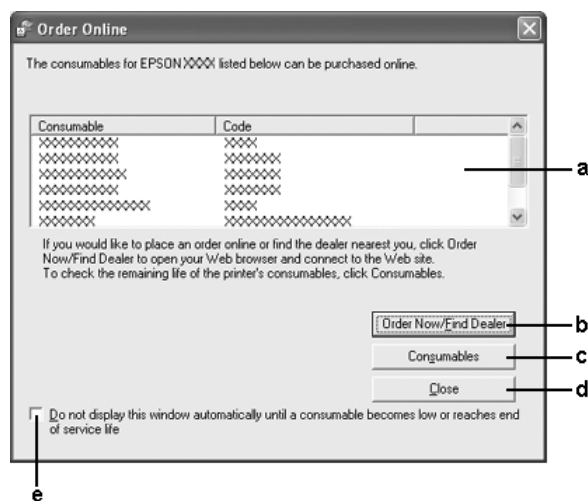 Order Online
The consumables for EPSON XXXX listed below can be purchased online.
Consumable Code
XXXXXXXXXX XXXX
XXXXXXXXXX XXXXXXX
XXXXXXXXXXX XXXXXXX
XXXXXXXXXX XXXXXXX
XXXXXXXXXXXXXX XXXX
XXXXXXX XXXXXXXXXXXXXXXX
a
If you would like to place an order online or find the dealer nearest you, click Order
Now/Find Dealer to open your Web browser and connect to the Web site.
To check the remaining life of the printer's consumables, click Consumables.
Order Now/Find Dealer b
Consumables c
Close d
Do not display this window automatically until a consumable becomes low or reaches end
of service life
e